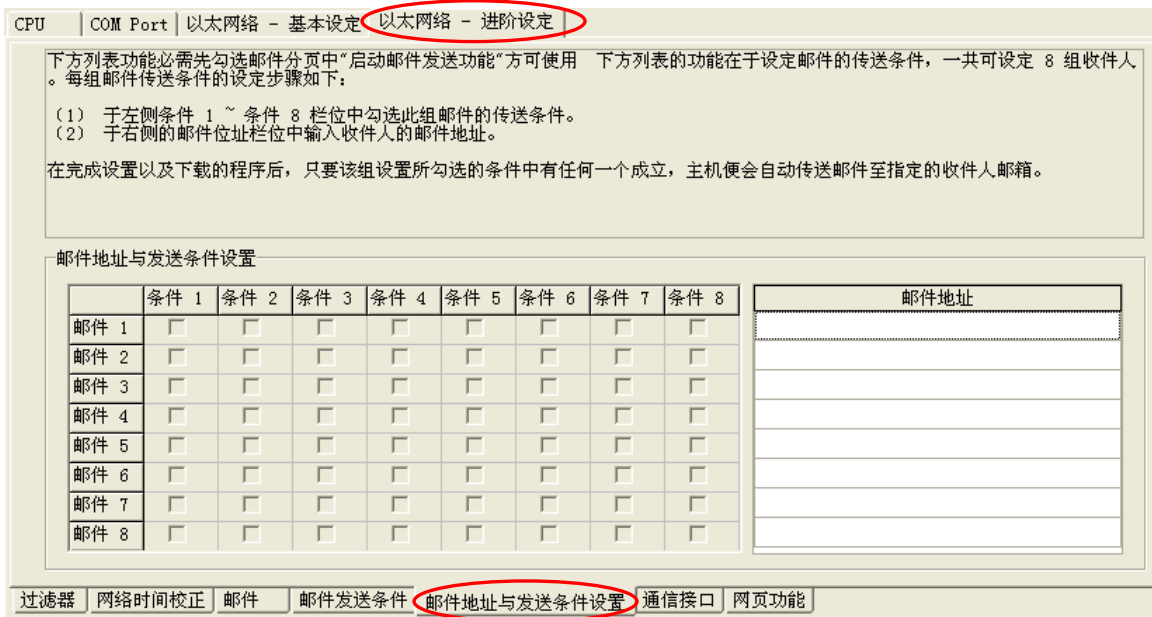 CPU COM Port 以太网络 - 基本设定 以太网络 - 进阶设定
下方列表功能必需先勾选邮件分页中"启动邮件发送功能"方可使用 下方列表的功能在于设定邮件的传送条件，一共可设定 8 组收件人
。每组邮件传送条件的设定步骤如下：
(1) 于左侧条件 1 ~ 条件 8 栏位中勾选此组邮件的传送条件。
(2) 于右侧的邮件位址栏位中输入收件人的邮件地址。
在完成设置以及下载的程序后，只要该组设置所勾选的条件中有任何一个成立，主机便会自动传送邮件至指定的收件人邮箱。
邮件地址与发送条件设置
条件 1 条件 2 条件 3 条件 4 条件 5 条件 6 条件 7 条件 8 邮件地址
邮件 1
邮件 2
邮件 3
邮件 4
邮件 5
邮件 6
邮件 7
邮件 8
过滤器 网络时间校正 邮件 邮件发送条件 邮件地址与发送条件设置 通信接口 网页功能